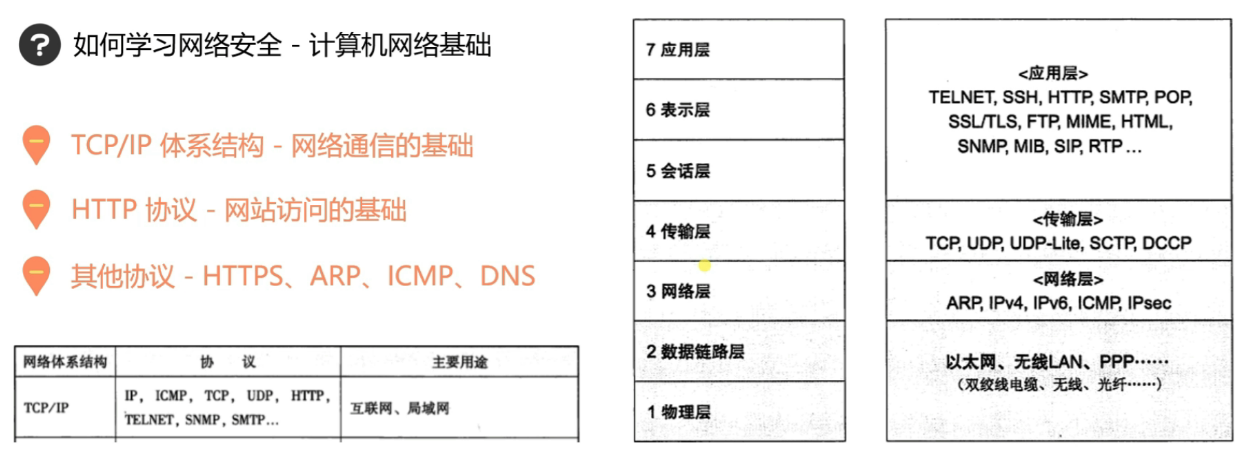 ?
如何学习网络安全 - 计算机网络基础
TCP/IP 体系结构 - 网络通信的基础
HTTP 协议 - 网站访问的基础
其他协议 - HTTPS、ARP、ICMP、DNS
网络体系结构 协 议 主要用途
TCP/IP
IP, ICMP, TCP, UDP, HTTP,
TELNET, SNMP, SMTP...
互联网、局域网
7 应用层
6 表示层
5 会话层
4 传输层
3 网络层
2 数据链路层
1 物理层
<应用层>
TELNET, SSH, HTTP, SMTP, POP,
SSL/TLS, FTP, MIME, HTML,
SNMP, MIB, SIP, RTP ...
<传输层>
TCP, UDP, UDP-Lite, SCTP, DCCP
<网络层>
ARP, IPv4, IPv6, ICMP, IPsec
以太网、无线LAN、PPP……
（双绞线电缆、无线、光纤……）